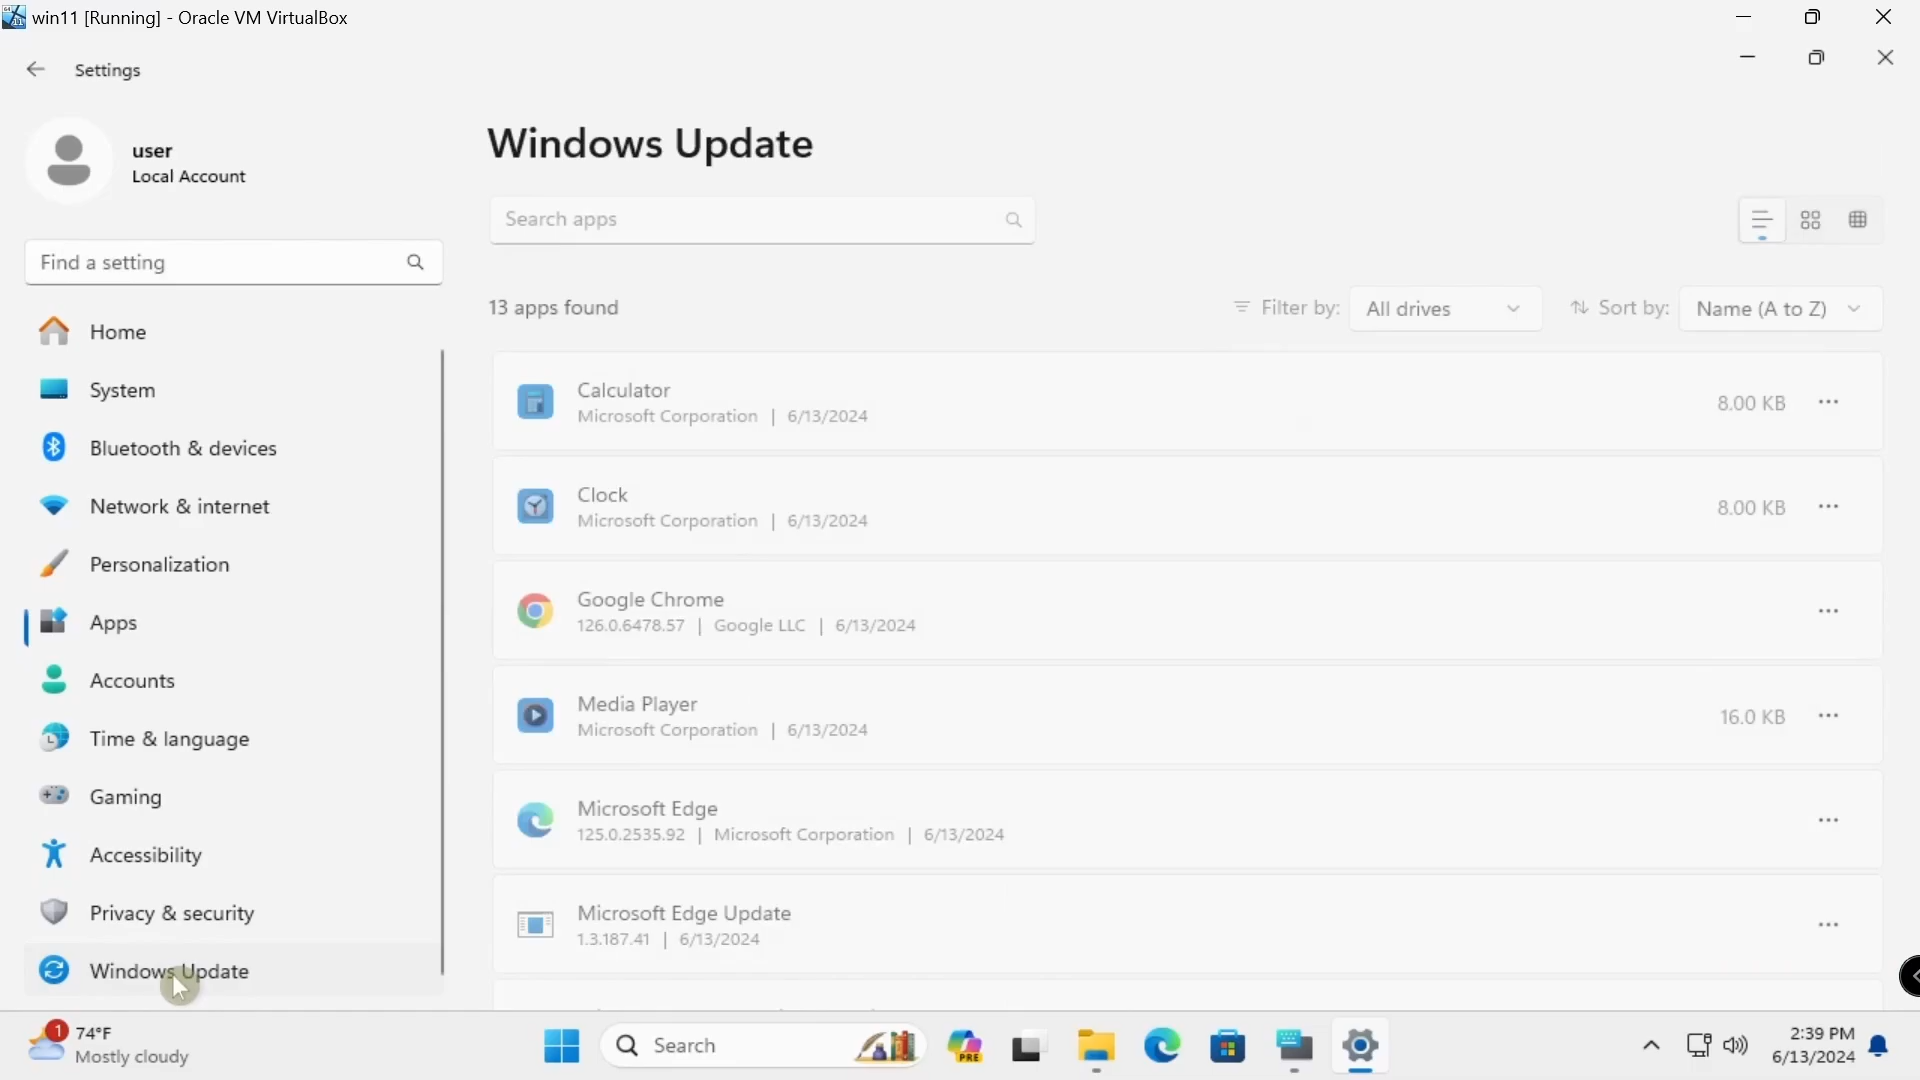 win11 [Running] - Oracle VM VirtualBox
Settings
user
Local Account
Find a setting
Home
System
Bluetooth & devices
Network & internet
Personalization
Apps
Accounts
Time & language
Gaming
Accessibility
Privacy & security
Windows Update
Windows Update
Search apps
13 apps found
Filter by: All drives
Sort by: Name (A to Z)
Calculator
Microsoft Corporation | 6/13/2024
8.00 KB
Clock
Microsoft Corporation | 6/13/2024
8.00 KB
Google Chrome
126.0.6478.57 | Google LLC | 6/13/2024
Media Player
Microsoft Corporation | 6/13/2024
16.0 KB
Microsoft Edge
125.0.2535.92 | Microsoft Corporation | 6/13/2024
Microsoft Edge Update
1.3.187.41 | 6/13/2024
1
74°F
Mostly cloudy
Search
PRE
2:39 PM
6/13/2024